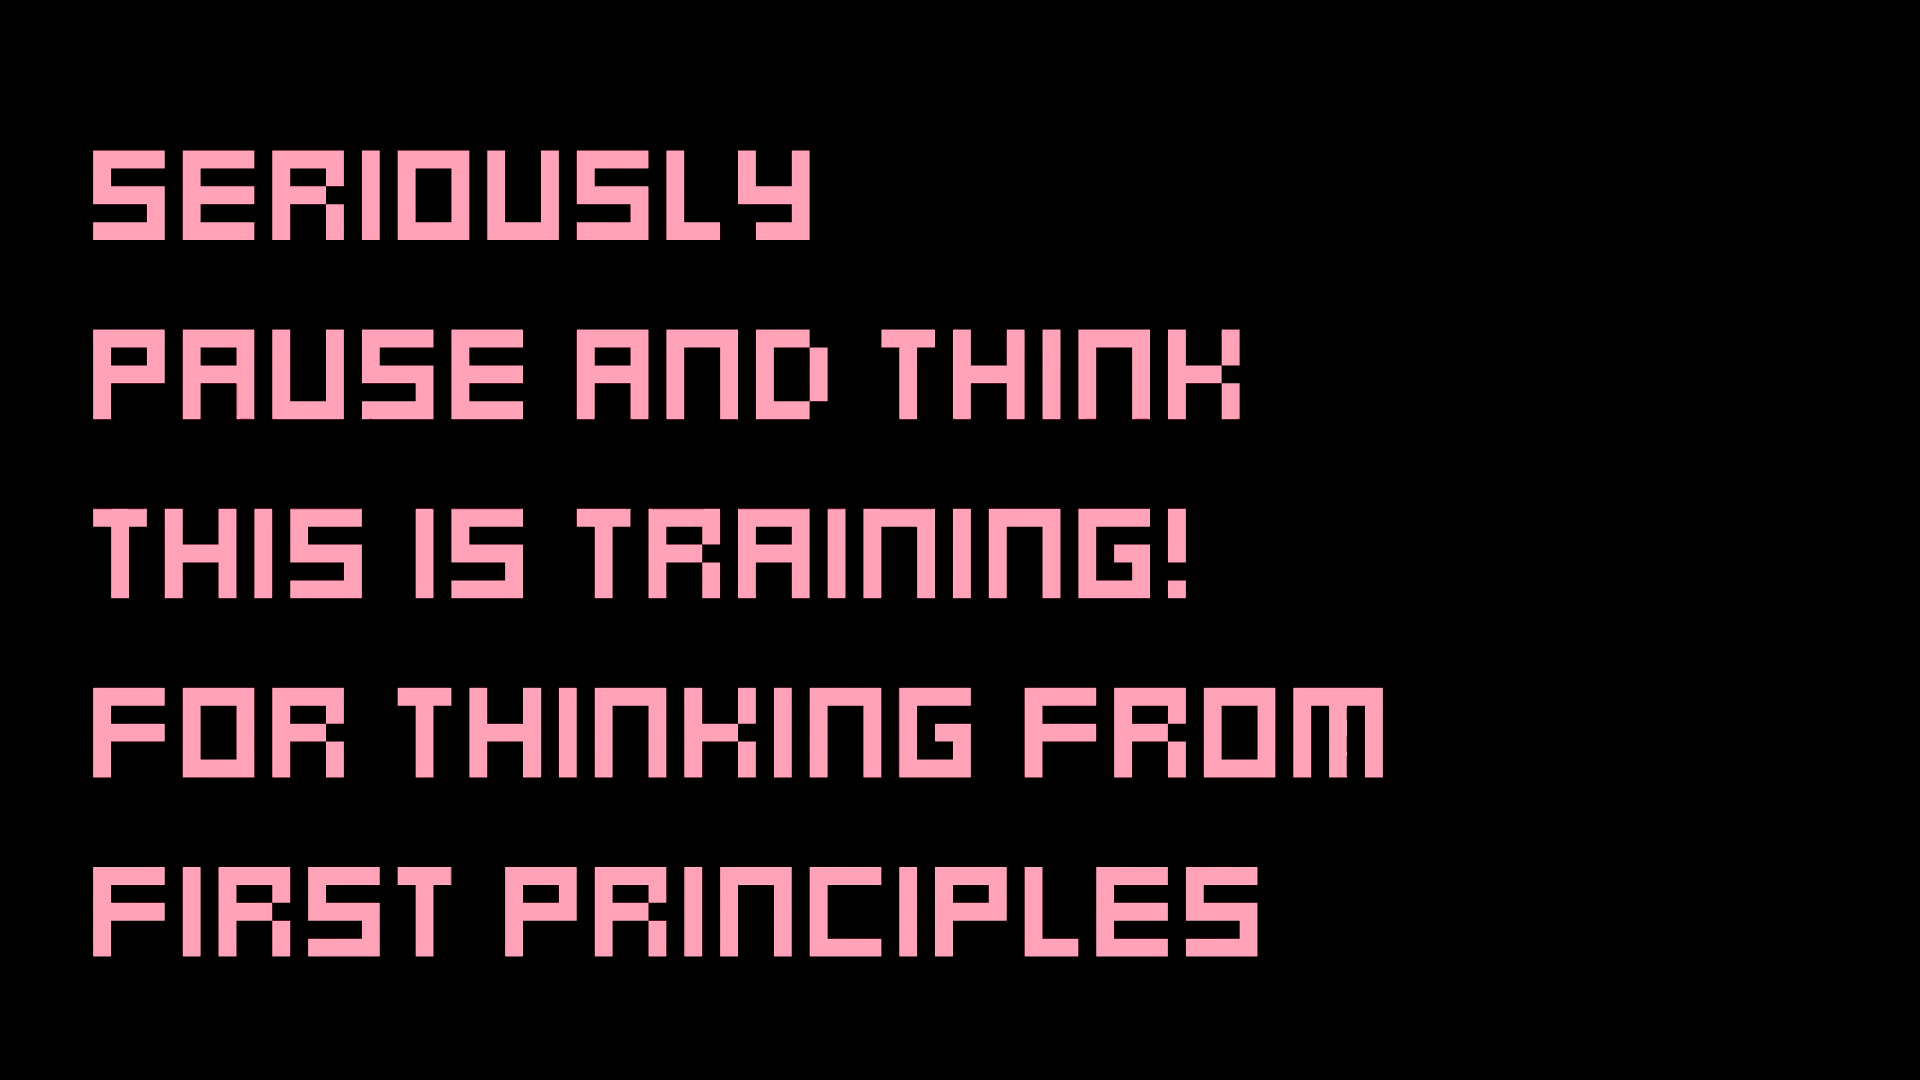 SERIOUSLY
PAUSE AND THINK
THIS IS TRAINING!
FOR THINKING FROM
FIRST PRINCIPLES